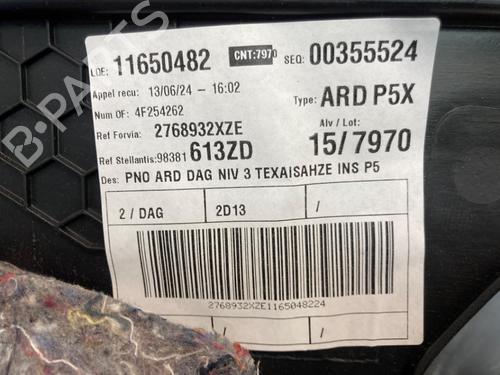 LOE: 11650482 CNT:7970 SEQ: 00355524
Appel recu: 13/06/24 - 16:02 Type: ARD P5X
Num OF: 4F254262
Ref Forvia: 2768932XZE Alv / Lot:
Ref Stellantis:98381 613ZD 15/ 7970
Des: PNO ARD DAG NIV 3 TEXAISAHZE INS P5
2 / DAG 2D13 /
2768932XZE1165048224
/ /
B-PARTS